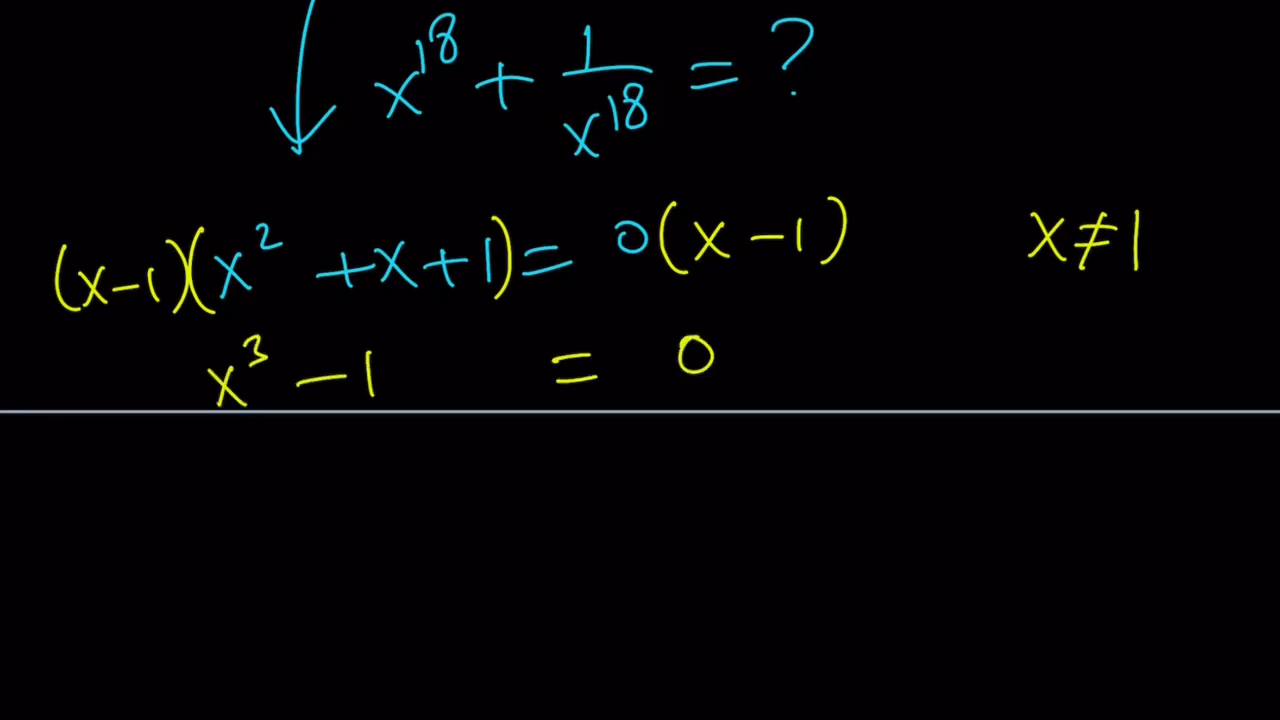 x^18 + 1/x^18 = ?
(x-1)(x^2 + x + 1) = 0(x - 1) x ≠ 1
x^3 - 1 = 0